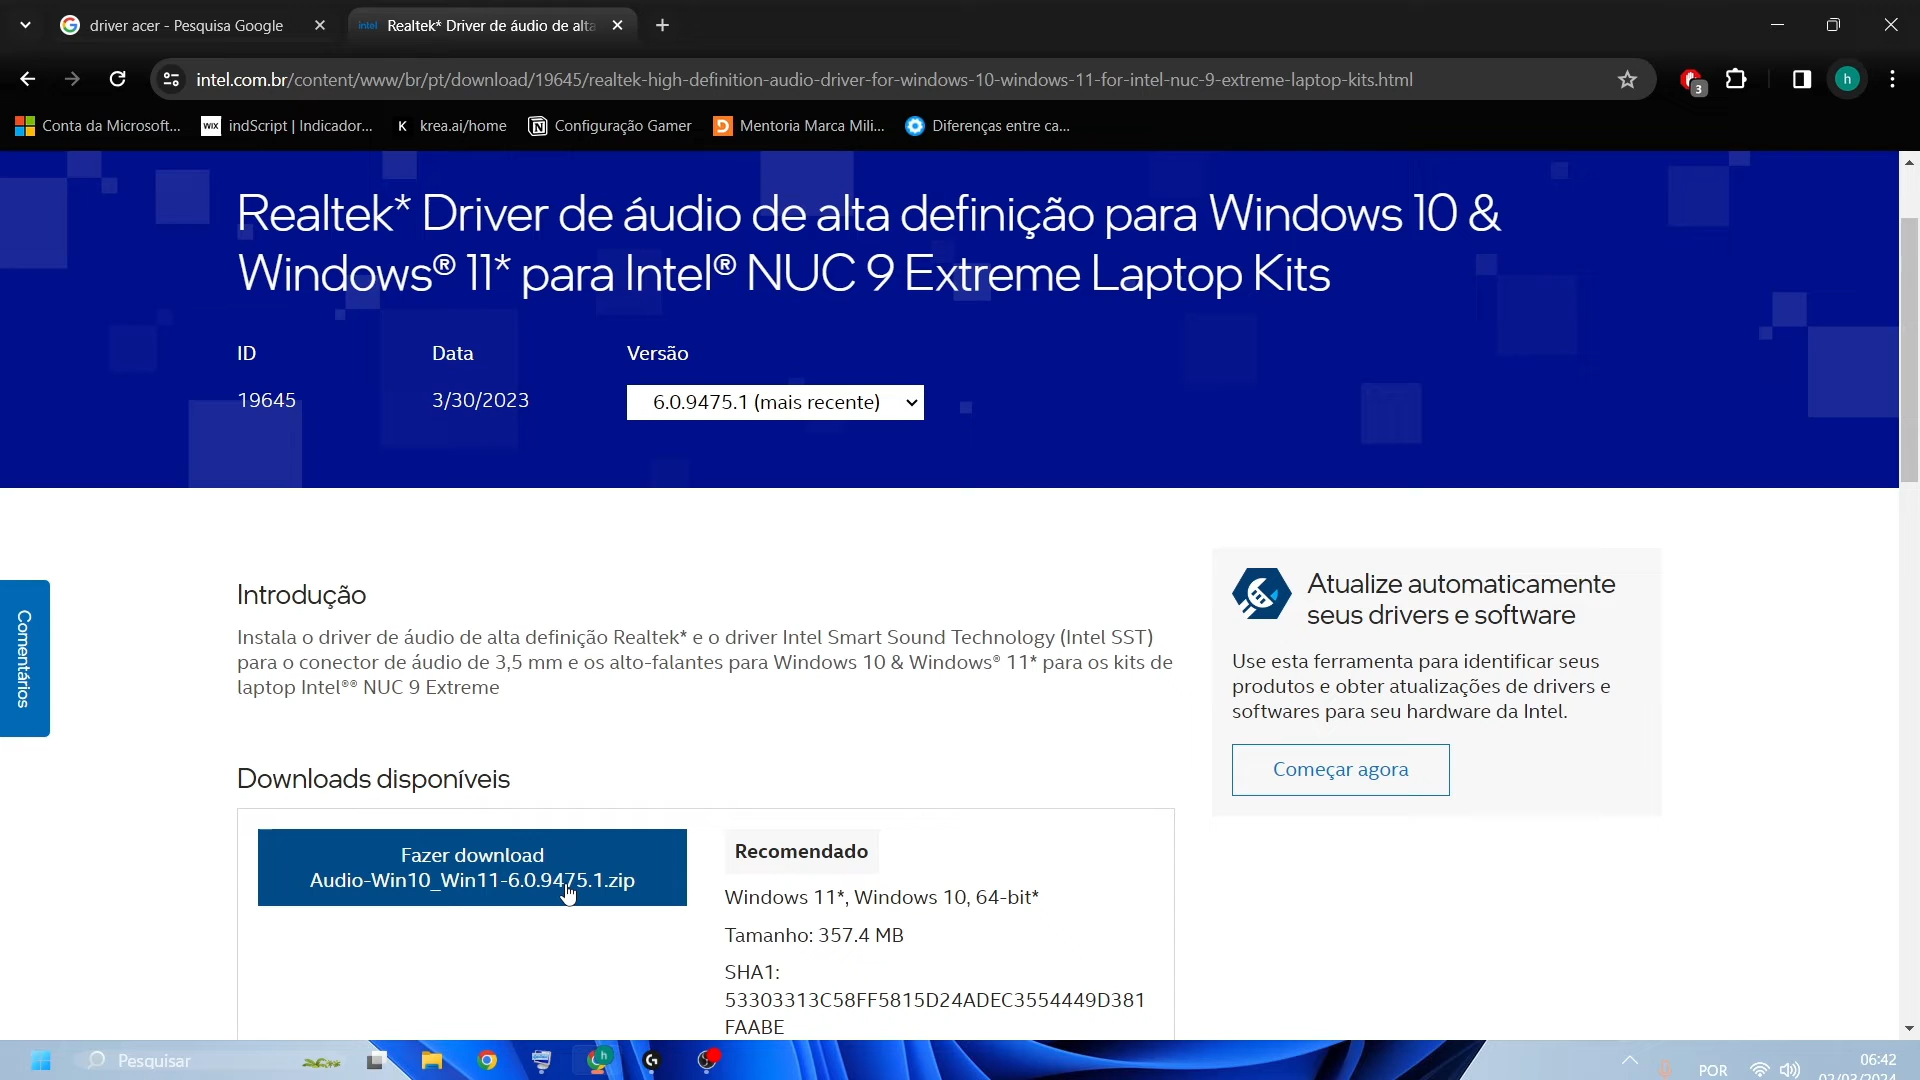 driver acer - Pesquisa Google
intel
Realtek* Driver de áudio de alta
intel.com.br/content/www/br/pt/download/19645/realtek-high-definition-audio-driver-for-windows-10-windows-11-for-intel-nuc-9-extreme-laptop-kits.html
3
h
Conta da Microsoft...
WIX
indScript | Indicador...
K
krea.ai/home
Configuração Gamer
Mentoria Marca Mili...
Diferenças entre ca...
Realtek* Driver de áudio de alta definição para Windows 10 &
Windows® 11* para Intel® NUC 9 Extreme Laptop Kits
ID
Data
Versão
19645
3/30/2023
6.0.9475.1 (mais recente)
Comentários
Introdução
Instala o driver de áudio de alta definição Realtek* e o driver Intel Smart Sound Technology (Intel SST)
para o conector de áudio de 3,5 mm e os alto-falantes para Windows 10 & Windows® 11* para os kits de
laptop Intel®® NUC 9 Extreme
Atualize automaticamente
seus drivers e software
Use esta ferramenta para identificar seus
produtos e obter atualizações de drivers e
softwares para seu hardware da Intel.
Começar agora
Downloads disponíveis
Fazer download
Audio-Win10_Win11-6.0.9475.1.zip
Recomendado
Windows 11*, Windows 10, 64-bit*
Tamanho: 357.4 MB
SHA1:
53303313C58FF5815D24ADEC3554449D381
FAABE
Pesquisar
h
POR
06:42
02/03/2024